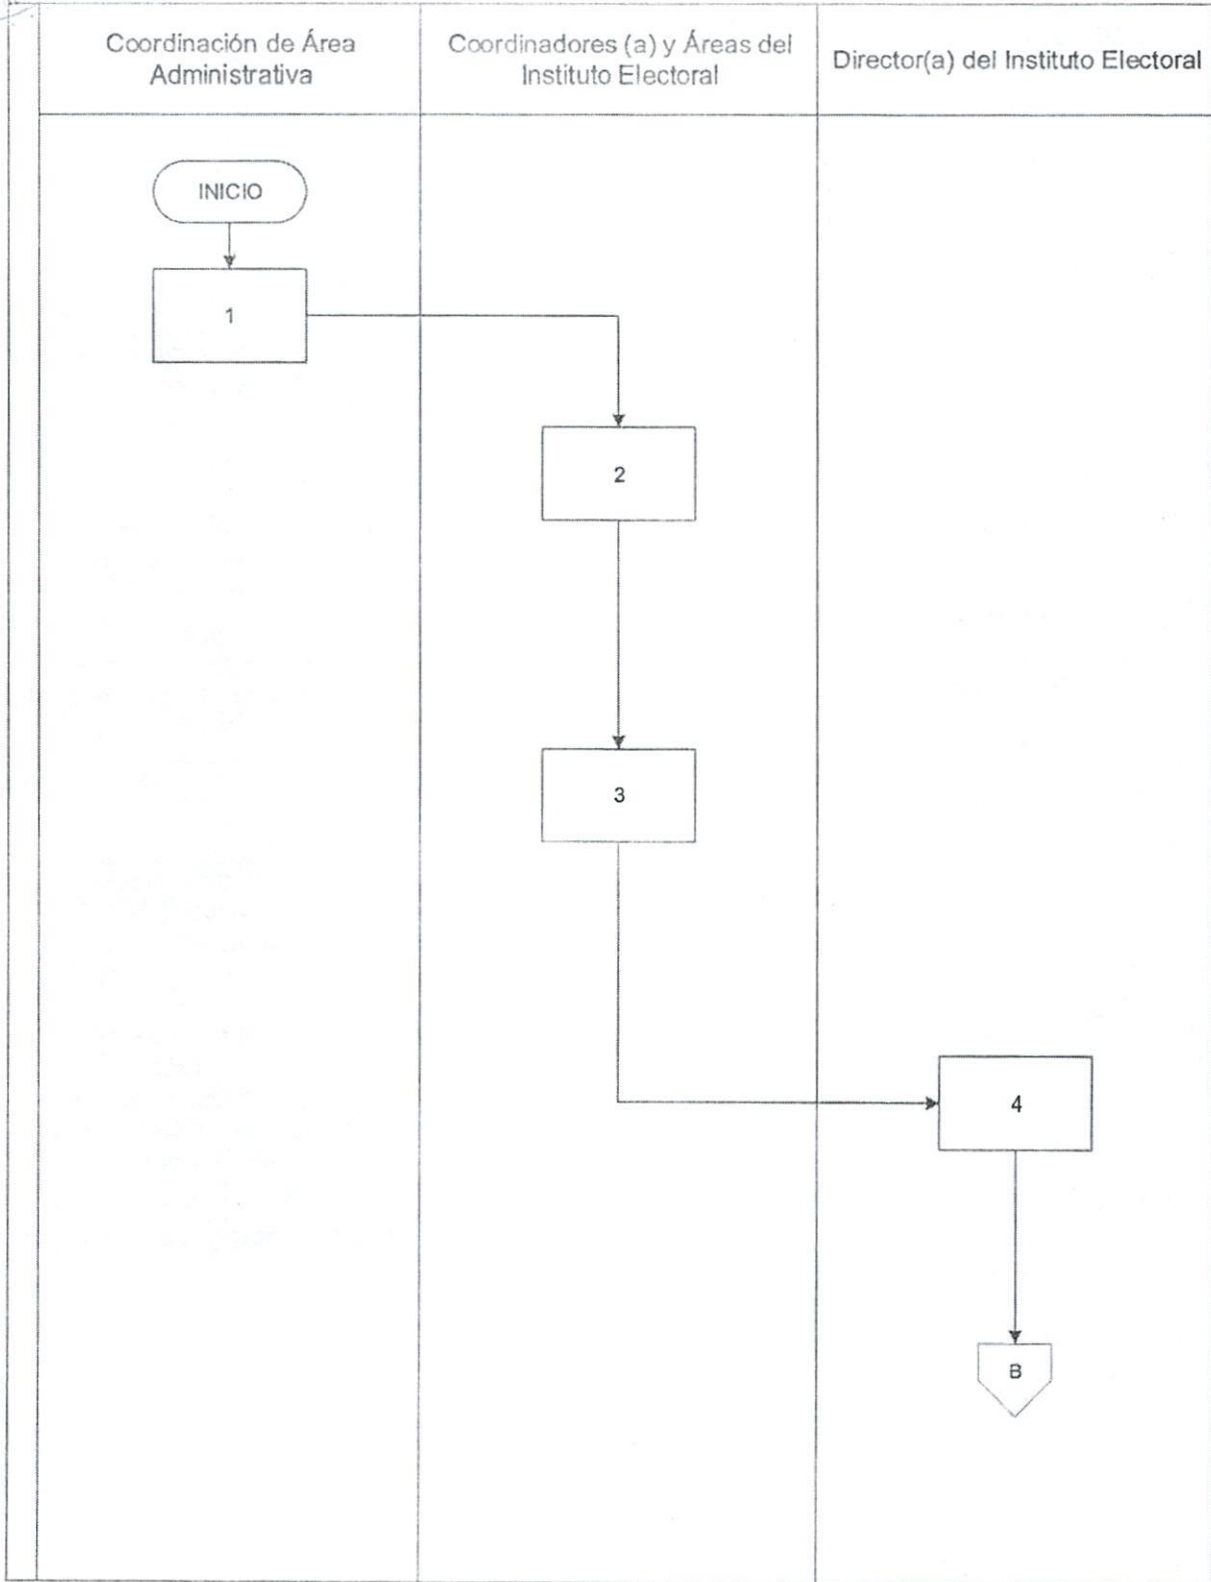 Coordinación de Área
Administrativa
Coordinadores (a) y Áreas del
Instituto Electoral
Director(a) del Instituto Electoral
INICIO
1
2
3
4
B